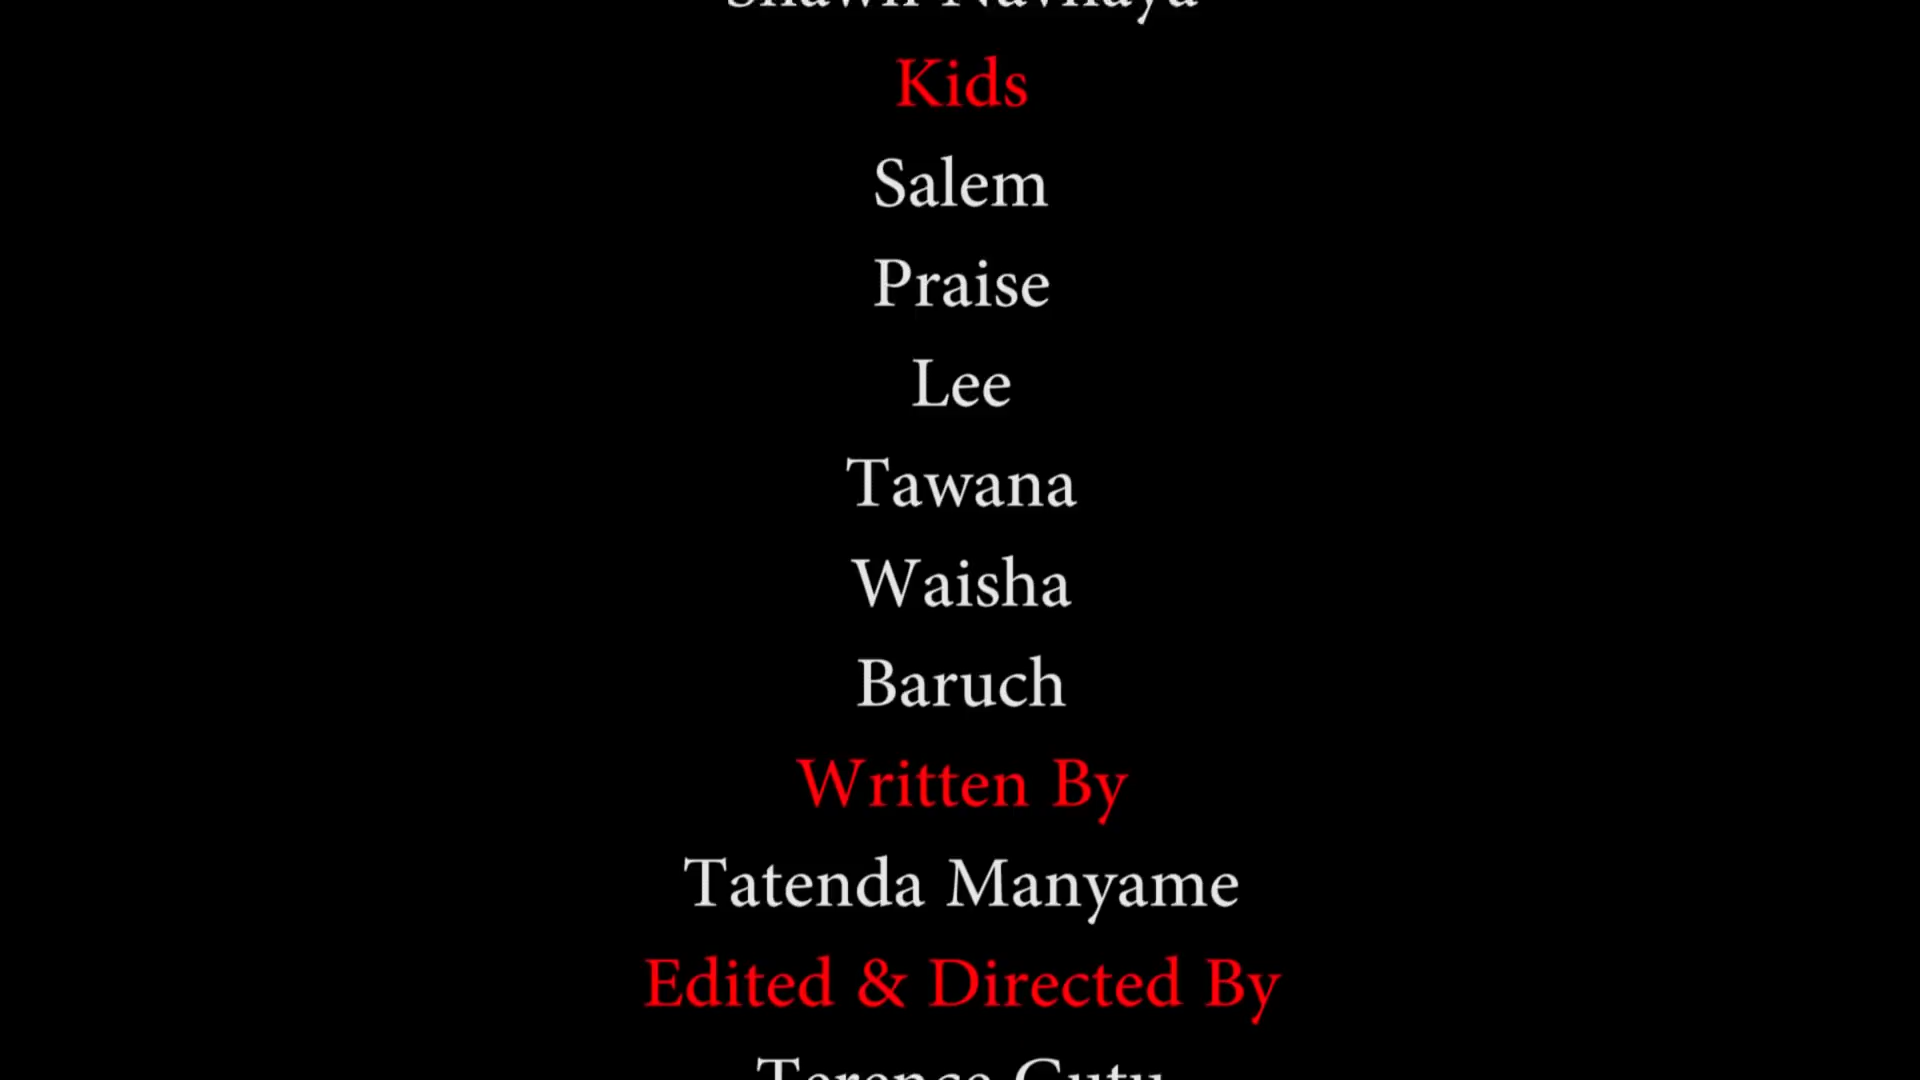 Kids
Salem
Praise
Lee
Tawana
Waisha
Baruch
Written By
Tatenda Manyame
Edited & Directed By